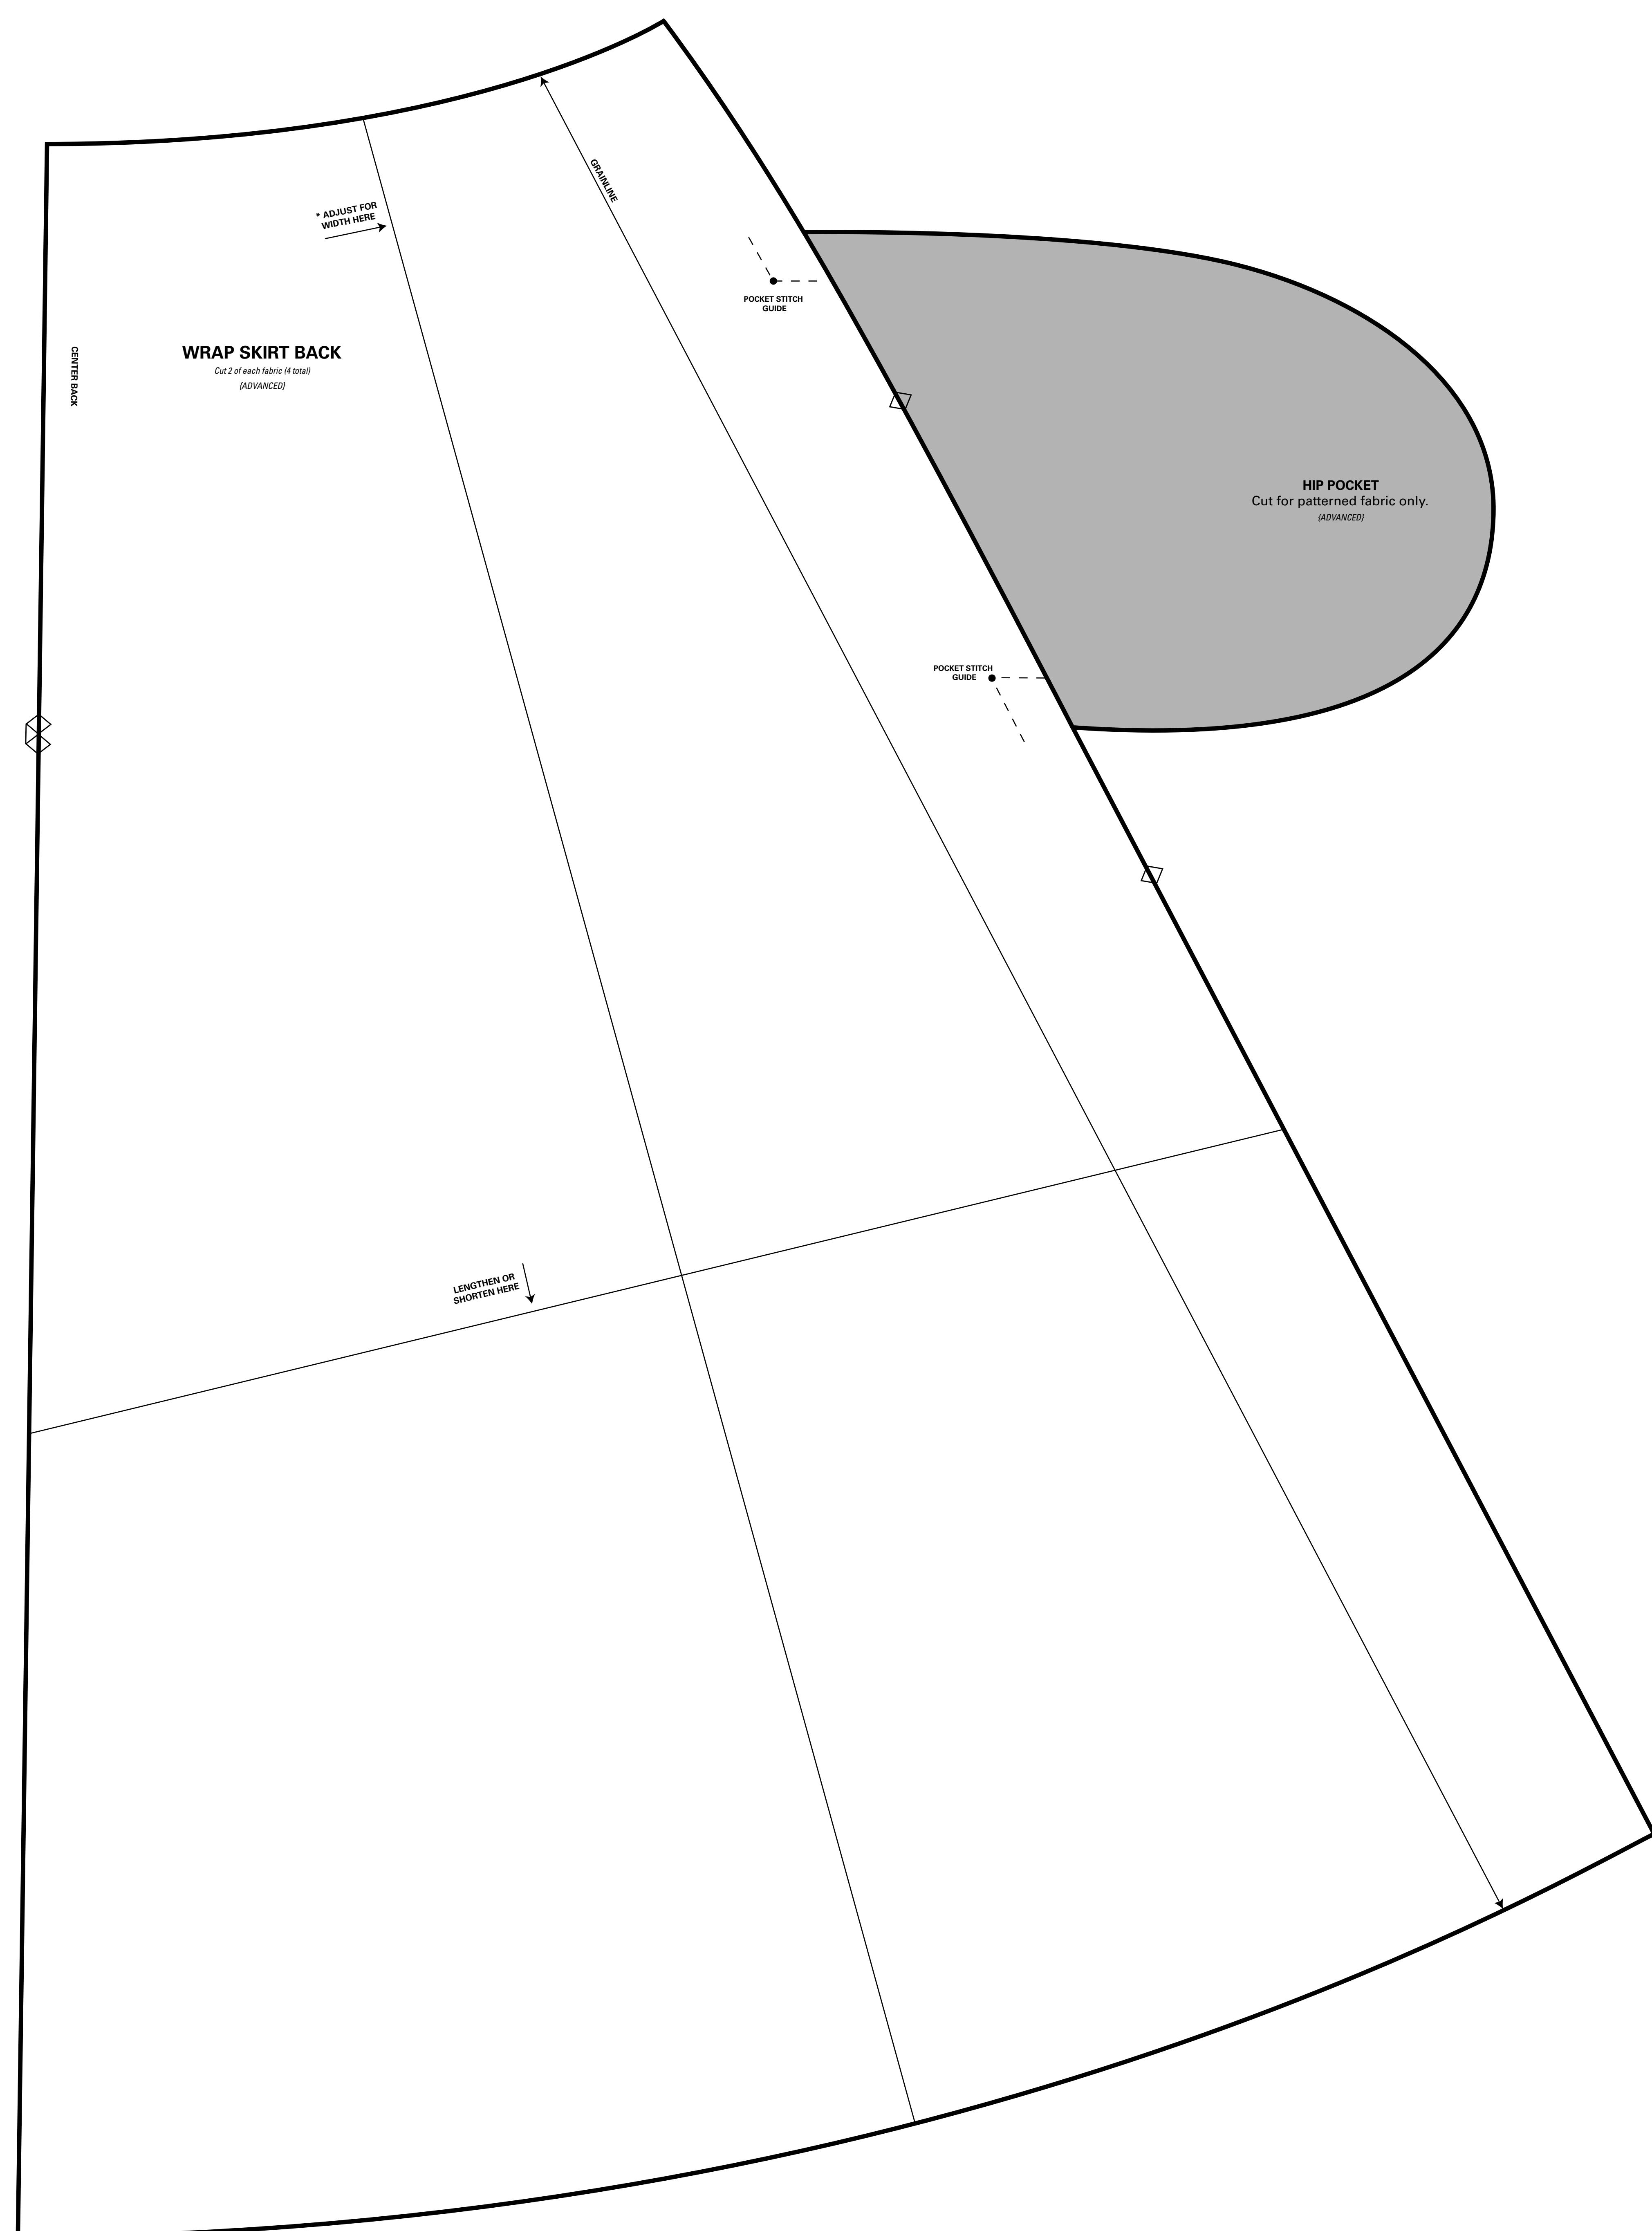 GRAINLINE
* ADJUST FOR
WIDTH HERE
POCKET STITCH
GUIDE
CENTER BACK
WRAP SKIRT BACK
Cut 2 of each fabric (4 total)
(ADVANCED)
HIP POCKET
Cut for patterned fabric only.
(ADVANCED)
POCKET STITCH
GUIDE
LENGTHEN OR
SHORTEN HERE